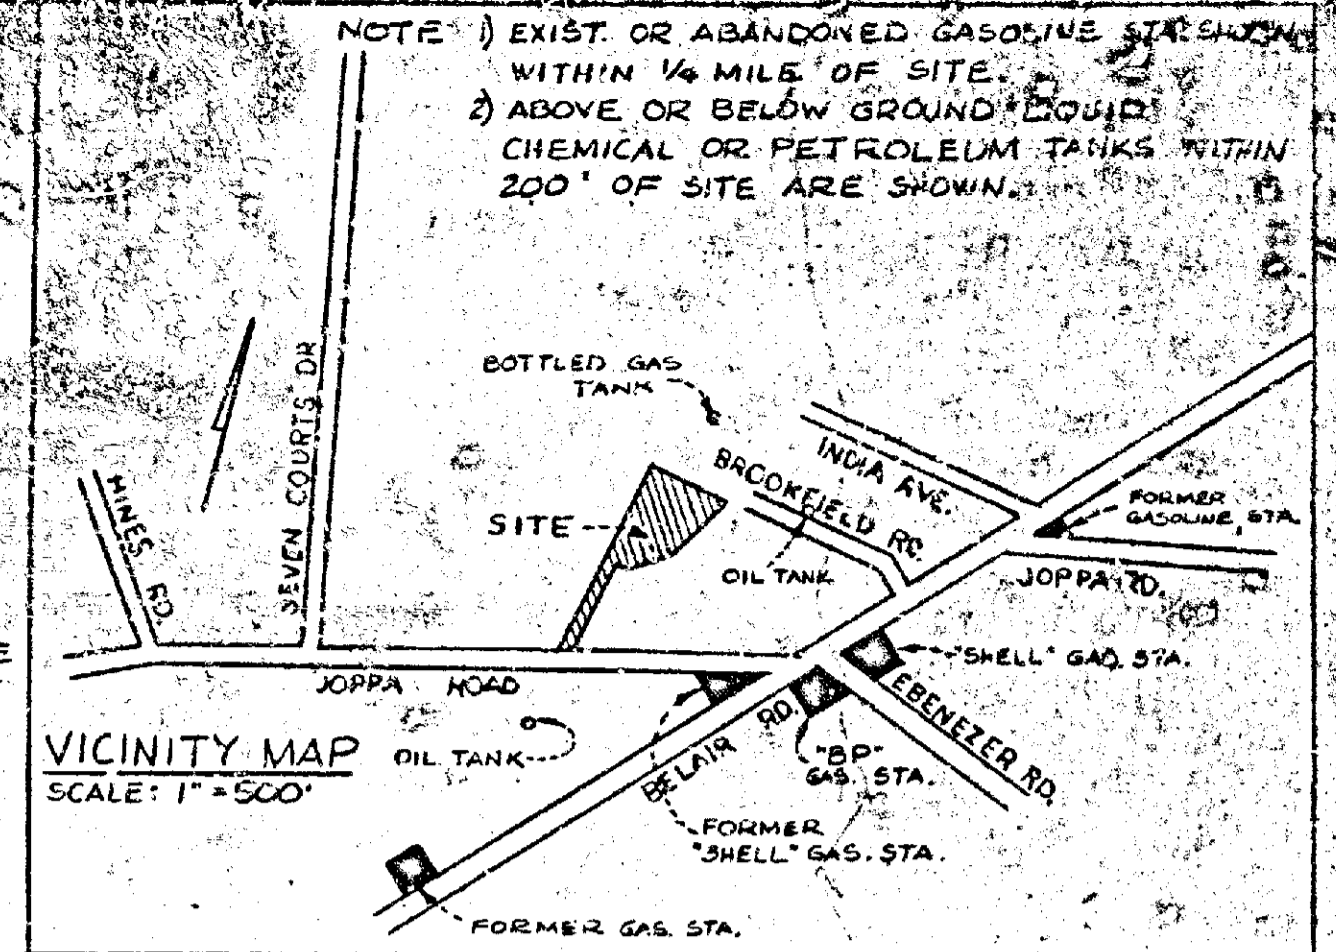 NOTE 1) EXIST. OR ABANDONED GASOLINE STA. SHOWN
WITHIN 1/4 MILE OF SITE.
2) ABOVE OR BELOW GROUND LIQUID
CHEMICAL OR PETROLEUM TANKS WITHIN
200' OF SITE ARE SHOWN.
BOTTLED GAS
TANK
SEVEN COURTS DR
HINES RD.
SITE
BROOKFIELD RD.
INDIA AVE.
FORMER
GASOLINE STA.
OIL TANK
JOPPA RD.
"SHELL" GAS. STA.
JOPPA ROAD
EBENEZER RD.
BELAIR RD.
"BP"
GAS. STA.
OIL TANK
VICINITY MAP
SCALE: 1" = 500'
FORMER
"SHELL" GAS. STA.
FORMER GAS. STA.